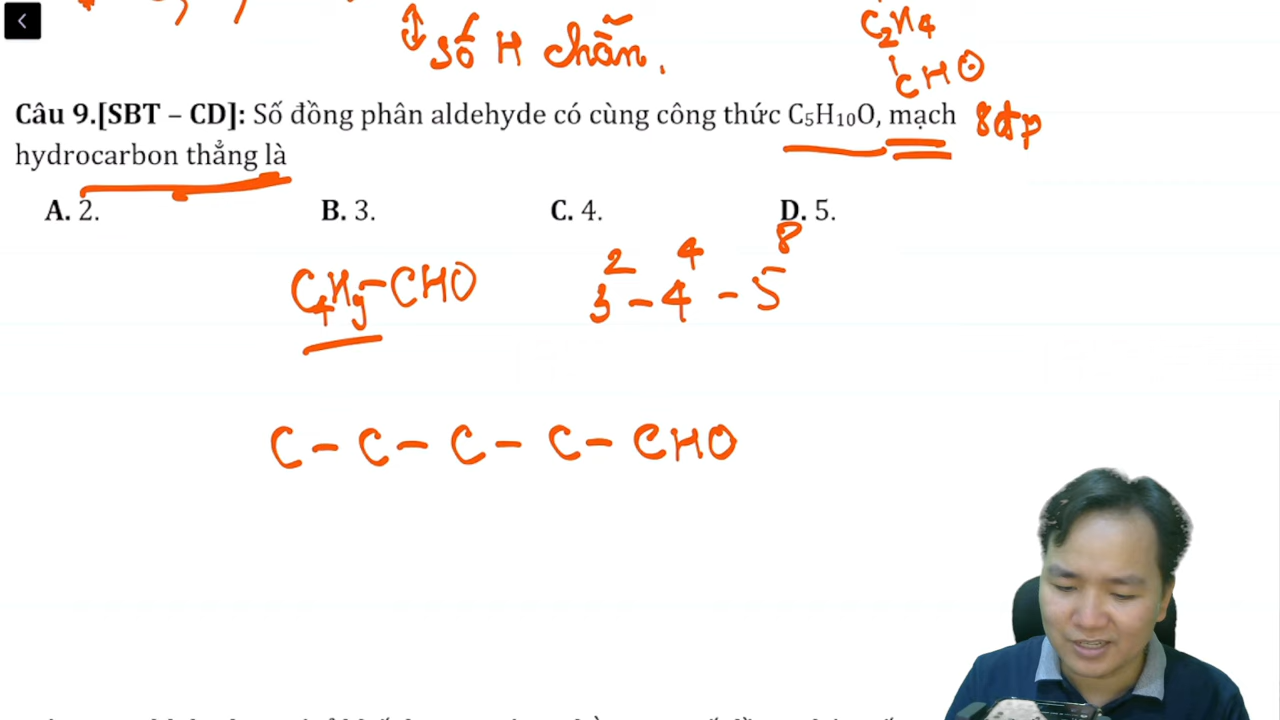 số H chẵn.
C₂H₄
CHO
Câu 9.[SBT – CD]: Số đồng phân aldehyde có cùng công thức C₅H₁₀O, mạch
8đp
hydrocarbon thẳng là
A. 2. B. 3. C. 4. D. 5.
2 4 8
C₄H₉-CHO 3 - 4 - 5
C - C - C - C - CHO